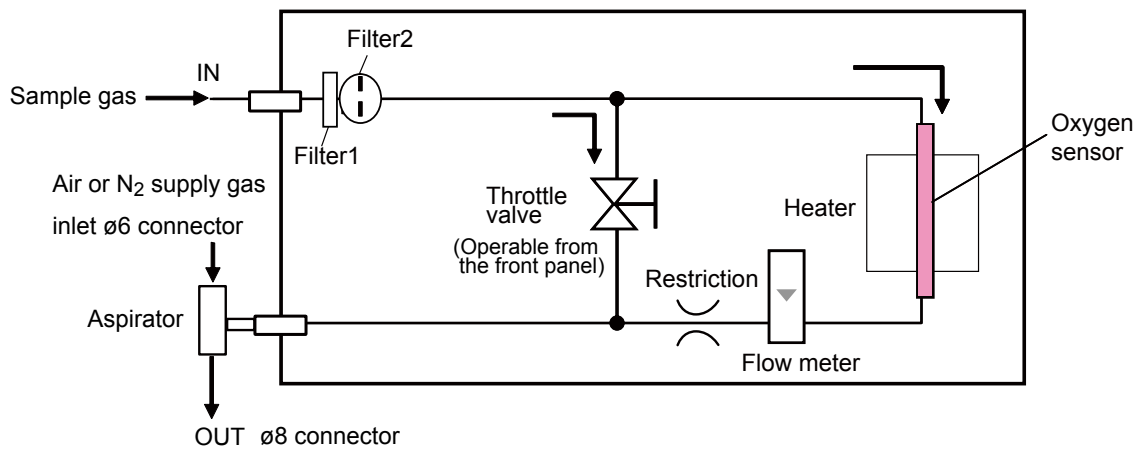 Filter2
IN
Sample gas
Filter1
Oxygen
sensor
Air or N2 supply gas
inlet ø6 connector
Throttle
valve
(Operable from
the front panel)
Heater
Restriction
Aspirator
Flow meter
OUT ø8 connector